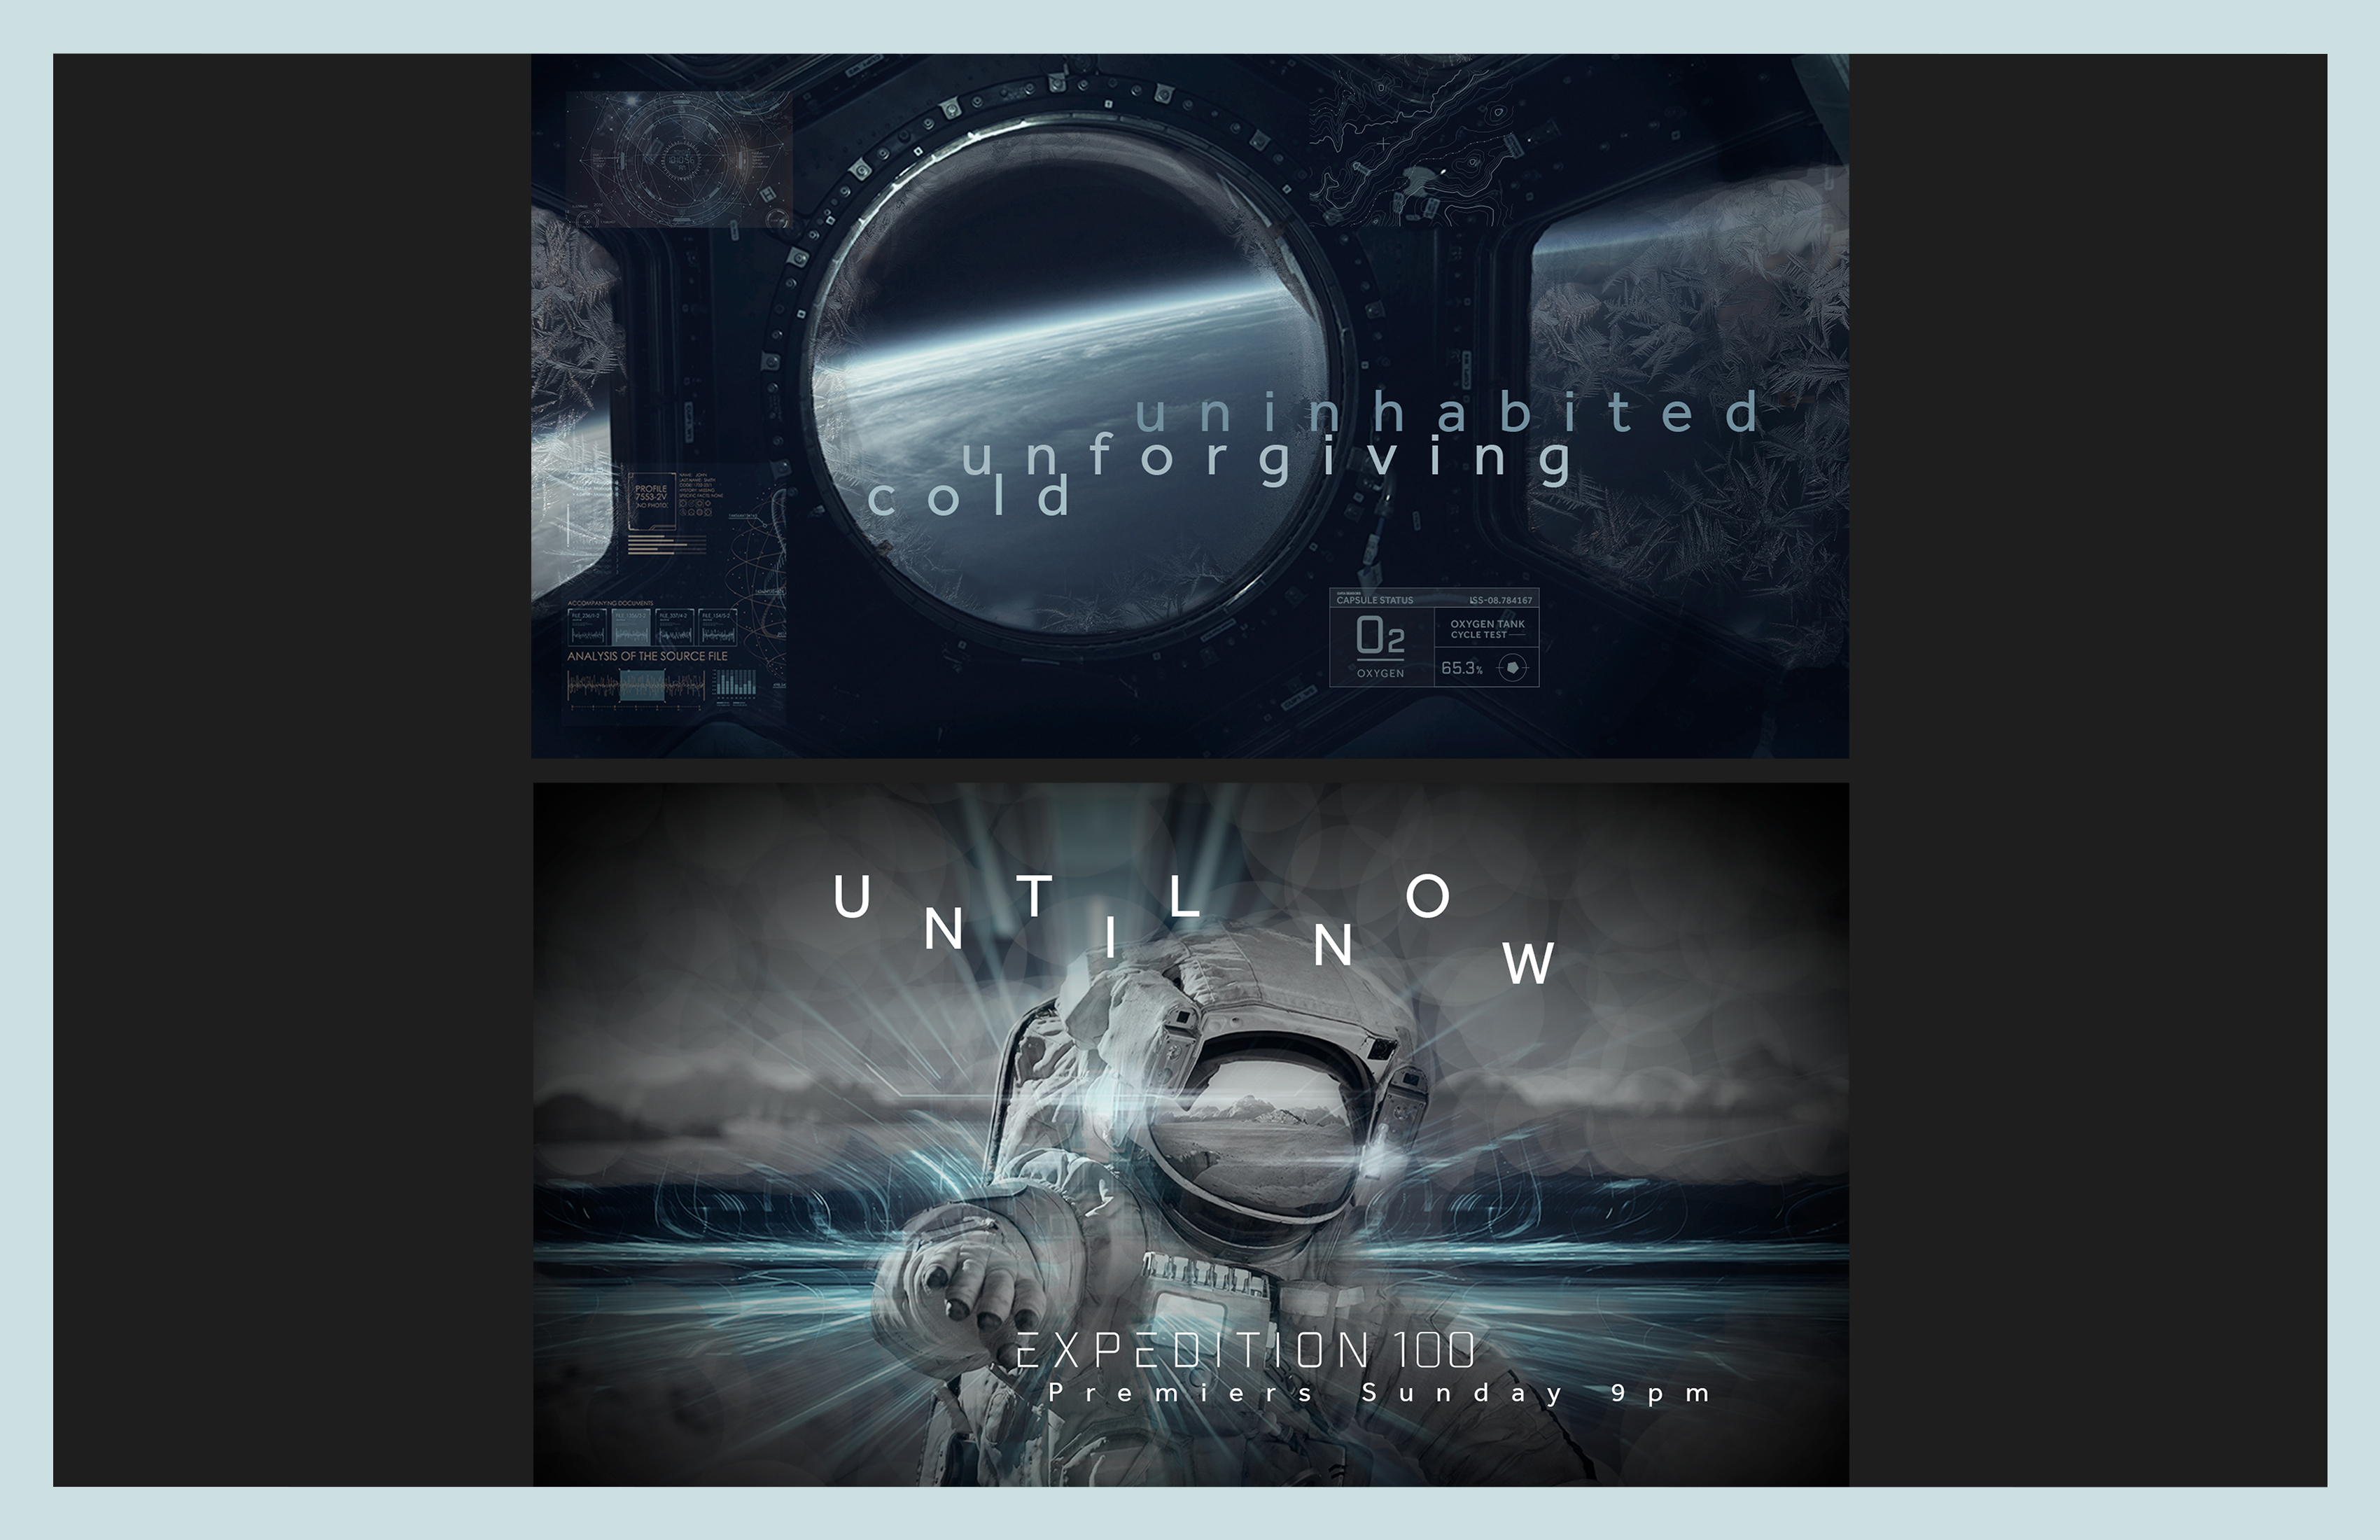 uninhabited
unforgiving
cold
PROFILE
7553-2V
NO PHOTO
ACCOMPANYING DOCUMENTS
ANALYSIS OF THE SOURCE FILE
CAPSULE STATUS
ISS-08.784167
O2
OXYGEN
OXYGEN TANK
CYCLE TEST
65.3%
UNTIL NOW
EXPEDITION 100
Premiers Sunday 9pm